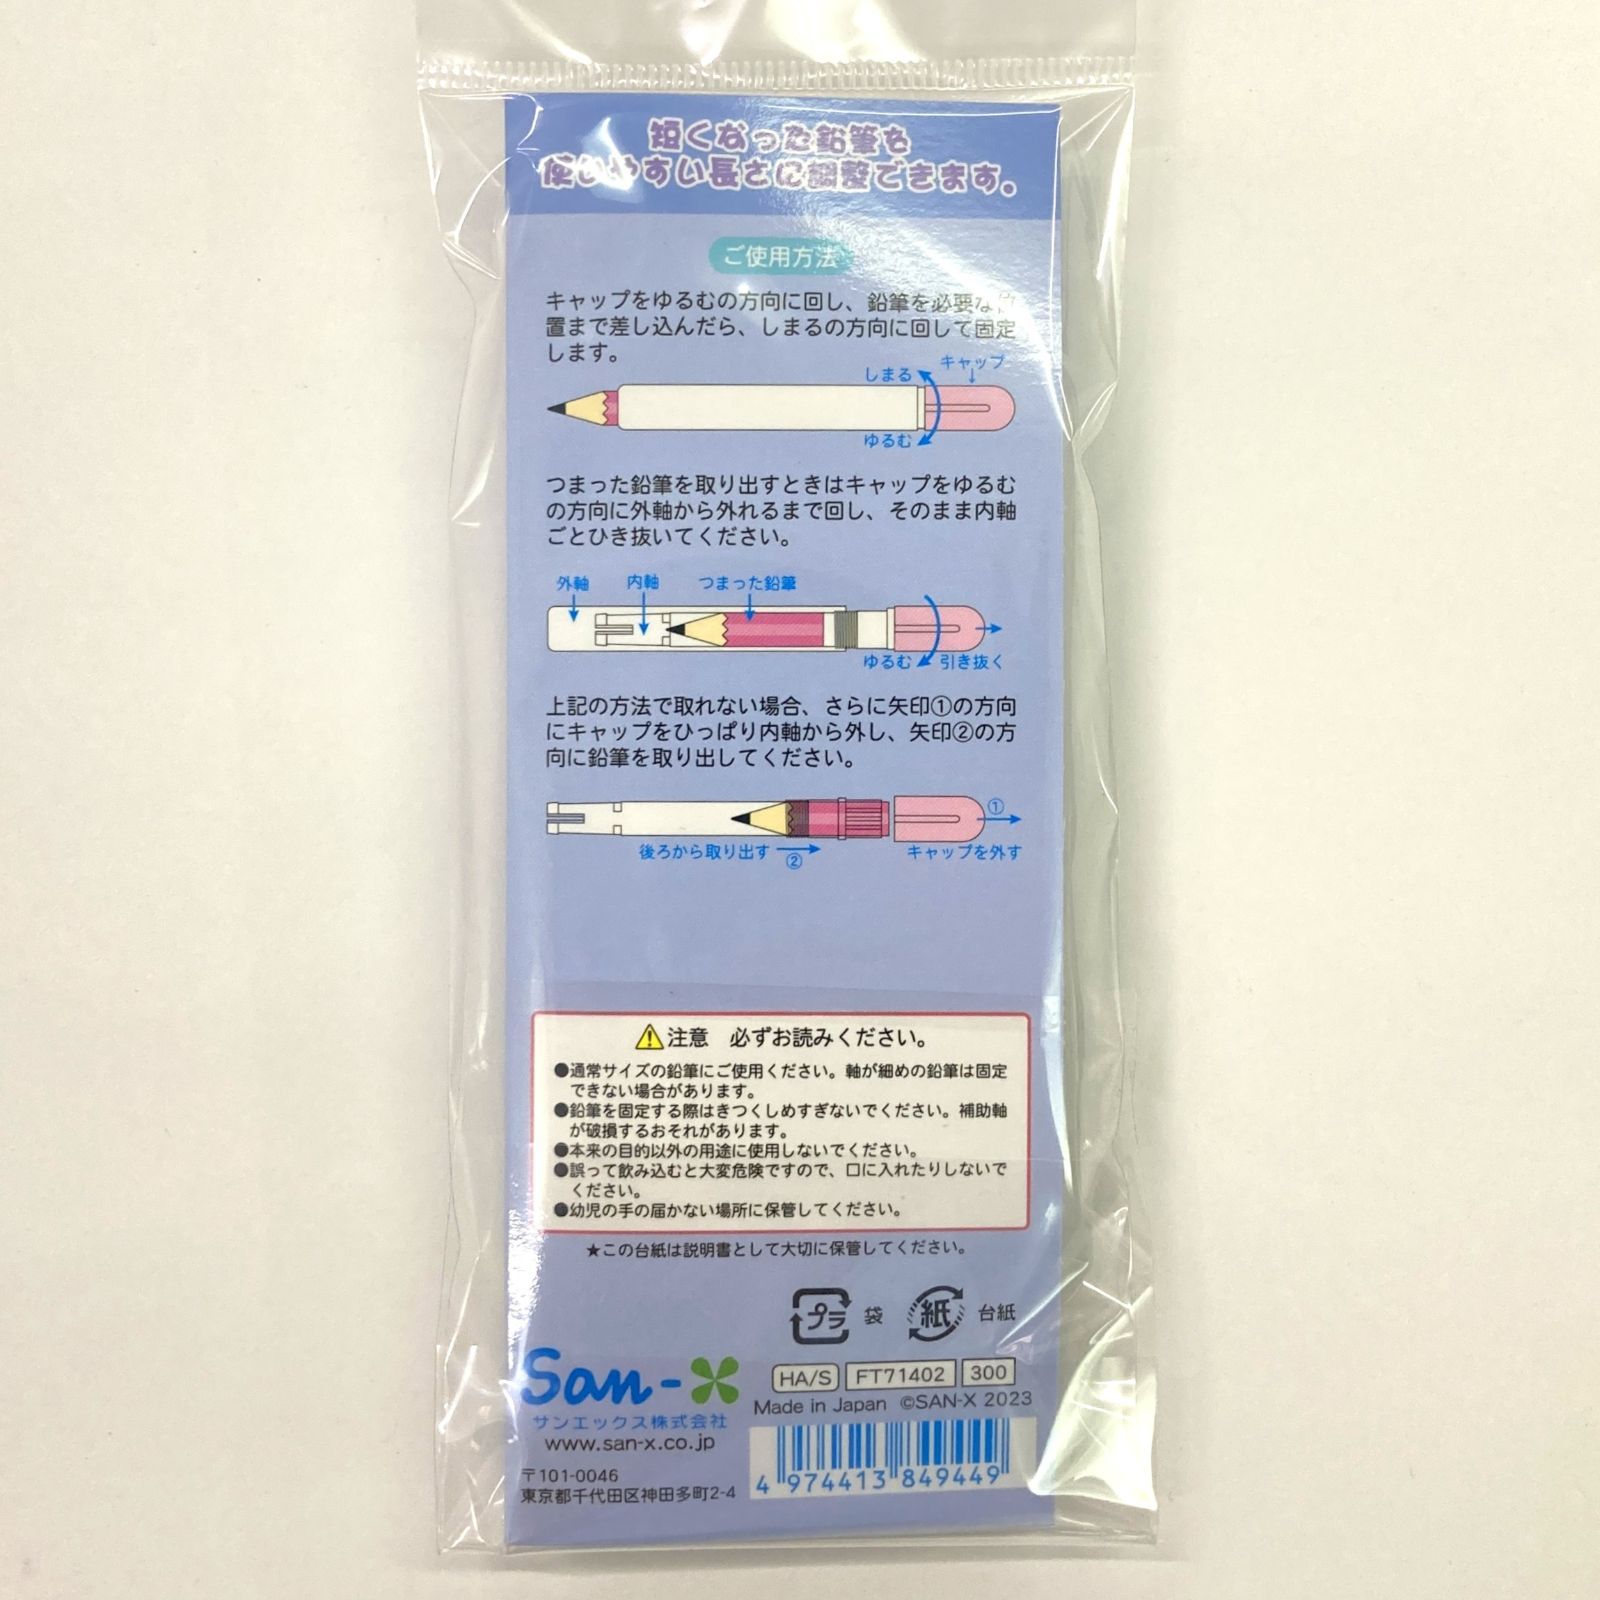 短くなった鉛筆を
使いやすい長さに調整できます。
ご使用方法
キャップをゆるむの方向に回し、鉛筆を必要な位
置まで差し込んだら、しまるの方向に回して固定
します。
キャップ
しまる
ゆるむ
つまった鉛筆を取り出すときはキャップをゆるむ
の方向に外軸から外れるまで回し、そのまま内軸
ごとひき抜いてください。
外軸 内軸 つまった鉛筆
ゆるむ 引き抜く
上記の方法で取れない場合、さらに矢印①の方向
にキャップをひっぱり内軸から外し、矢印②の方
向に鉛筆を取り出してください。
①
後ろから取り出す ② キャップを外す
注意 必ずお読みください。
●通常サイズの鉛筆にご使用ください。軸が細めの鉛筆は固定
できない場合があります。
●鉛筆を固定する際はきつくしめすぎないでください。補助軸
が破損するおそれがあります。
●本来の目的以外の用途に使用しないでください。
●誤って飲み込むと大変危険ですので、口に入れたりしないで
ください。
●幼児の手の届かない場所に保管してください。
★この台紙は説明書として大切に保管してください。
プラ 袋 紙 台紙
San-X
サンエックス株式会社
www.san-x.co.jp
〒101-0046
東京都千代田区神田多町2-4
HA/S FT71402 300
Made in Japan ©SAN-X 2023
4 974413 849449